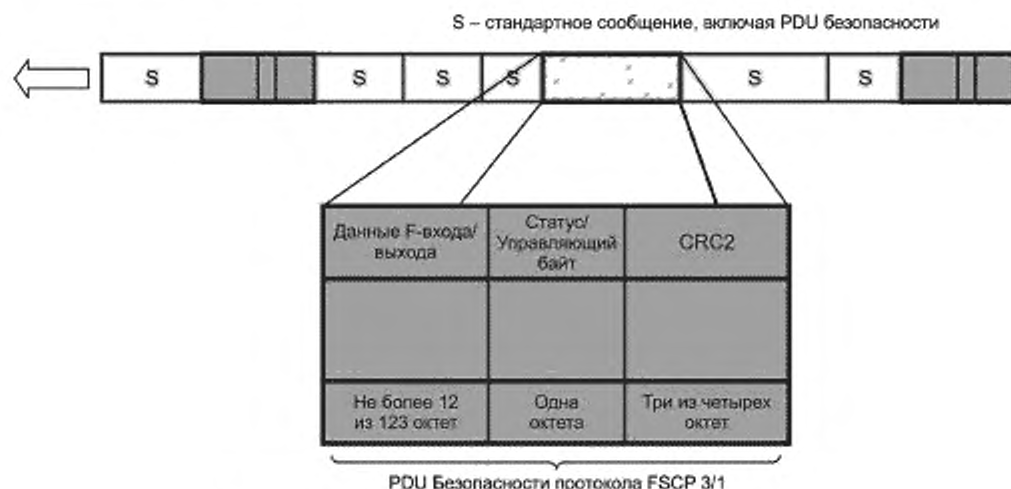 S – стандартное сообщение, включая PDU безопасности
S S S S S S
Данные F-входа/
выхода
Статус/
Управляющий
байт
CRC2
Не более 12
из 123 октет
Одна
октета
Три из четырех
октет
PDU Безопасности протокола FSCP 3/1